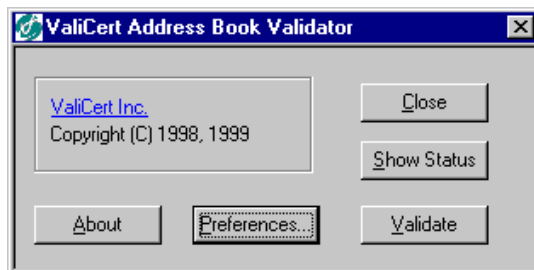 ValiCert Address Book Validator
ValiCert Inc.
Copyright (C) 1998, 1999
Close
Show Status
About
Preferences...
Validate